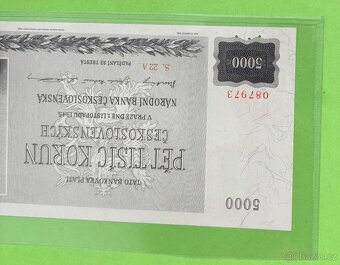 5000
TATO BANKOVKA PLATÍ
PĚT TISÍC KORUN
ČESKOSLOVENSKÝCH
V PRAZE DNE 1. LISTOPADU 1945
NÁRODNÍ BANKA ČESKOSLOVENSKÁ
087973
S. 22 A
PADĚLÁNÍ SE TRESTÁ
5000